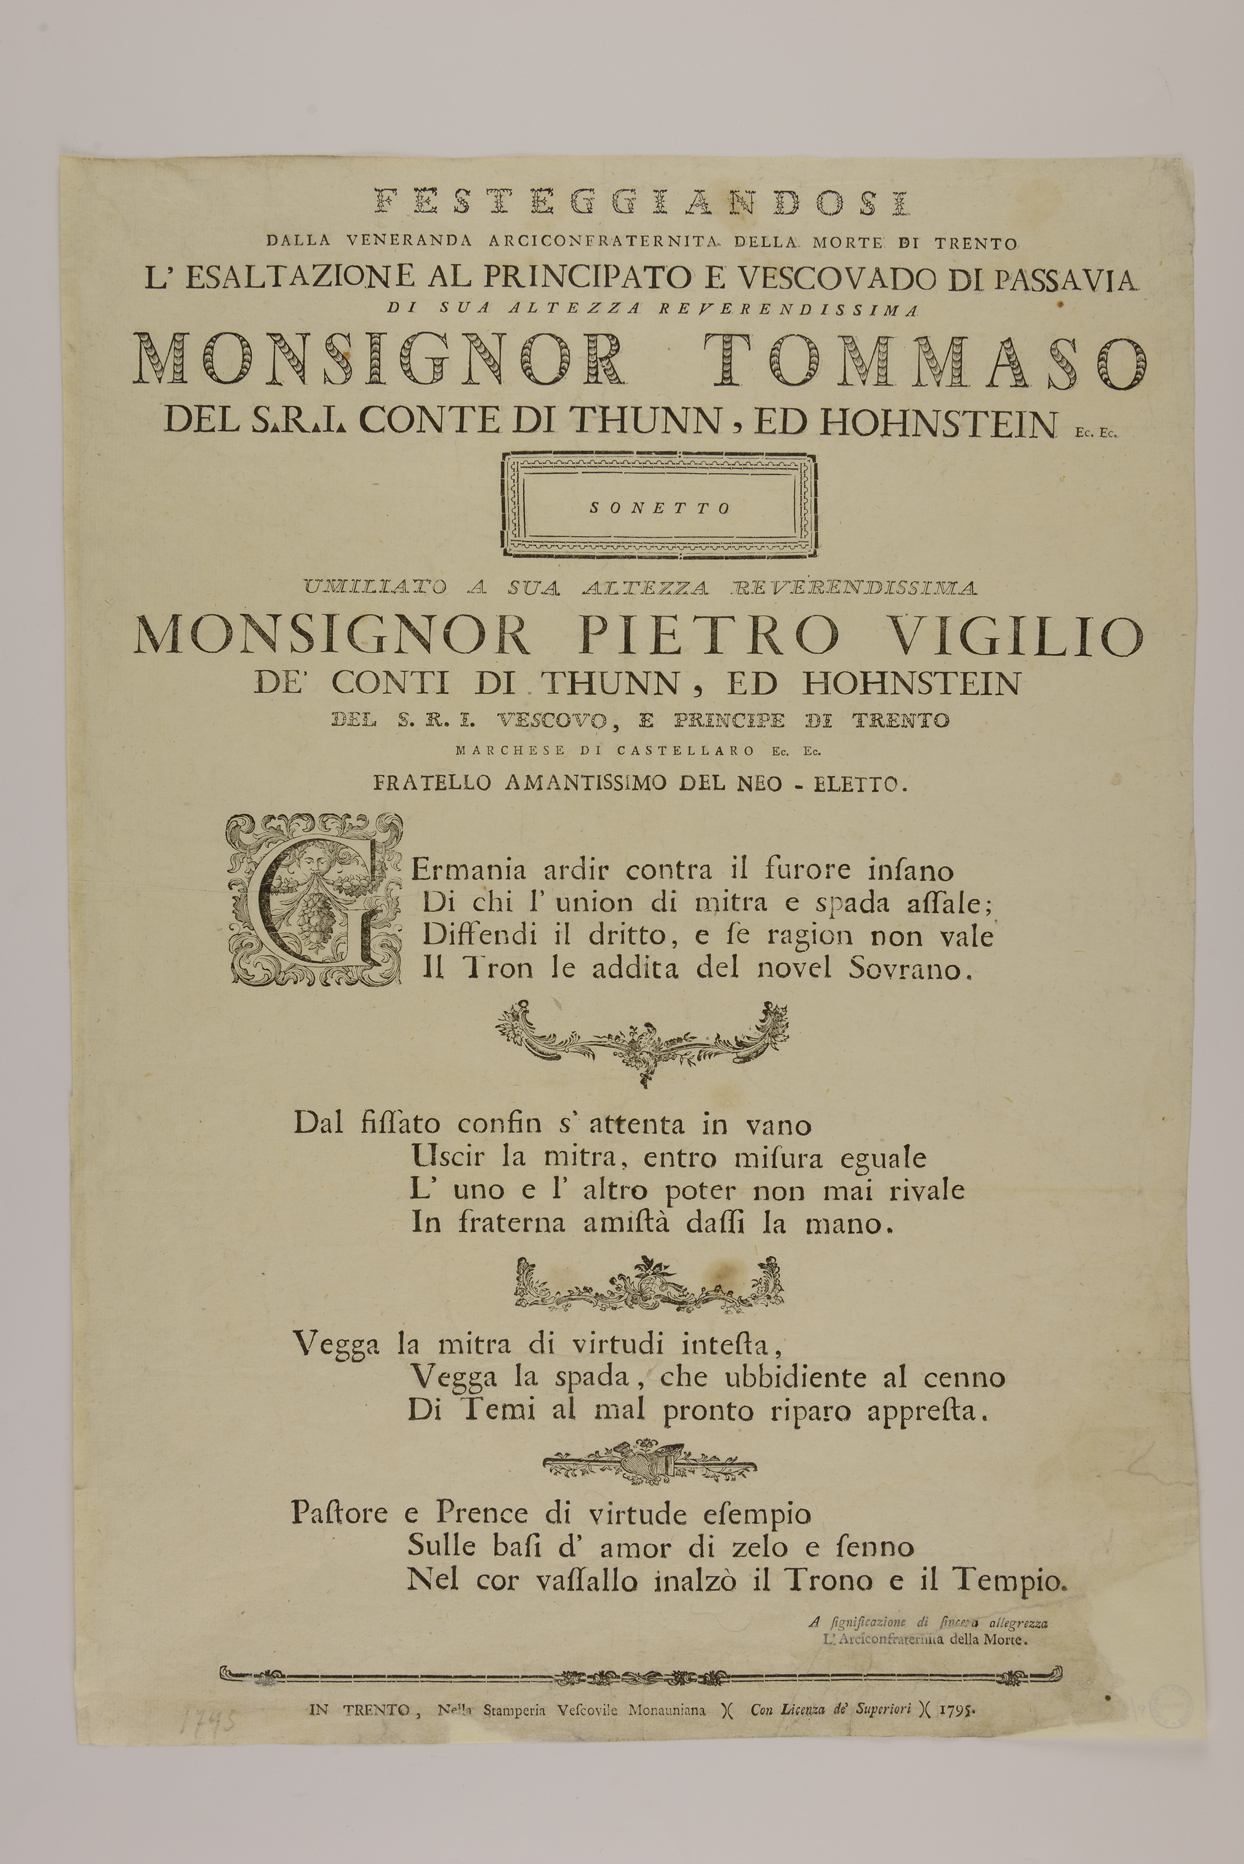 FESTEGGIANDOSI
DALLA VENERANDA ARCICONFRATERNITA DELLA MORTE DI TRENTO
L' ESALTAZIONE AL PRINCIPATO E VESCOVADO DI PASSAVIA
DI SUA ALTEZZA REVERENDISSIMA
MONSIGNOR TOMMASO
DEL S.R.I. CONTE DI THUNN, ED HOHNSTEIN Ec. Ec.
SONETTO
UMILIATO A SUA ALTEZZA REVERENDISSIMA
MONSIGNOR PIETRO VIGILIO
DE' CONTI DI THUNN, ED HOHNSTEIN
DEL S. R. I. VESCOVO, E PRINCIPE DI TRENTO
MARCHESE DI CASTELLARO Ec. Ec.
FRATELLO AMANTISSIMO DEL NEO - ELETTO.
GErmania ardir contra il furore inſano
Di chi l' union di mitra e spada aſſale;
Diffendi il dritto, e ſe ragion non vale
Il Tron le addita del novel Sovrano.
Dal fiſſato confin s' attenta in vano
Uscir la mitra, entro miſura eguale
L' uno e l' altro poter non mai rivale
In fraterna amiſtà daſſi la mano.
Vegga la mitra di virtudi inteſta,
Vegga la spada, che ubbidiente al cenno
Di Temi al mal pronto riparo appreſta.
Paſtore e Prence di virtude eſempio
Sulle baſi d' amor di zelo e ſenno
Nel cor vaſſallo inalzò il Trono e il Tempio.
A ſignificazione di ſincera allegrezza
L' Arciconfraternita della Morte.
IN TRENTO, Nella Stamperia Veſcovile Monauniana )( Con Licenza de' Superiori )( 1795.
1795